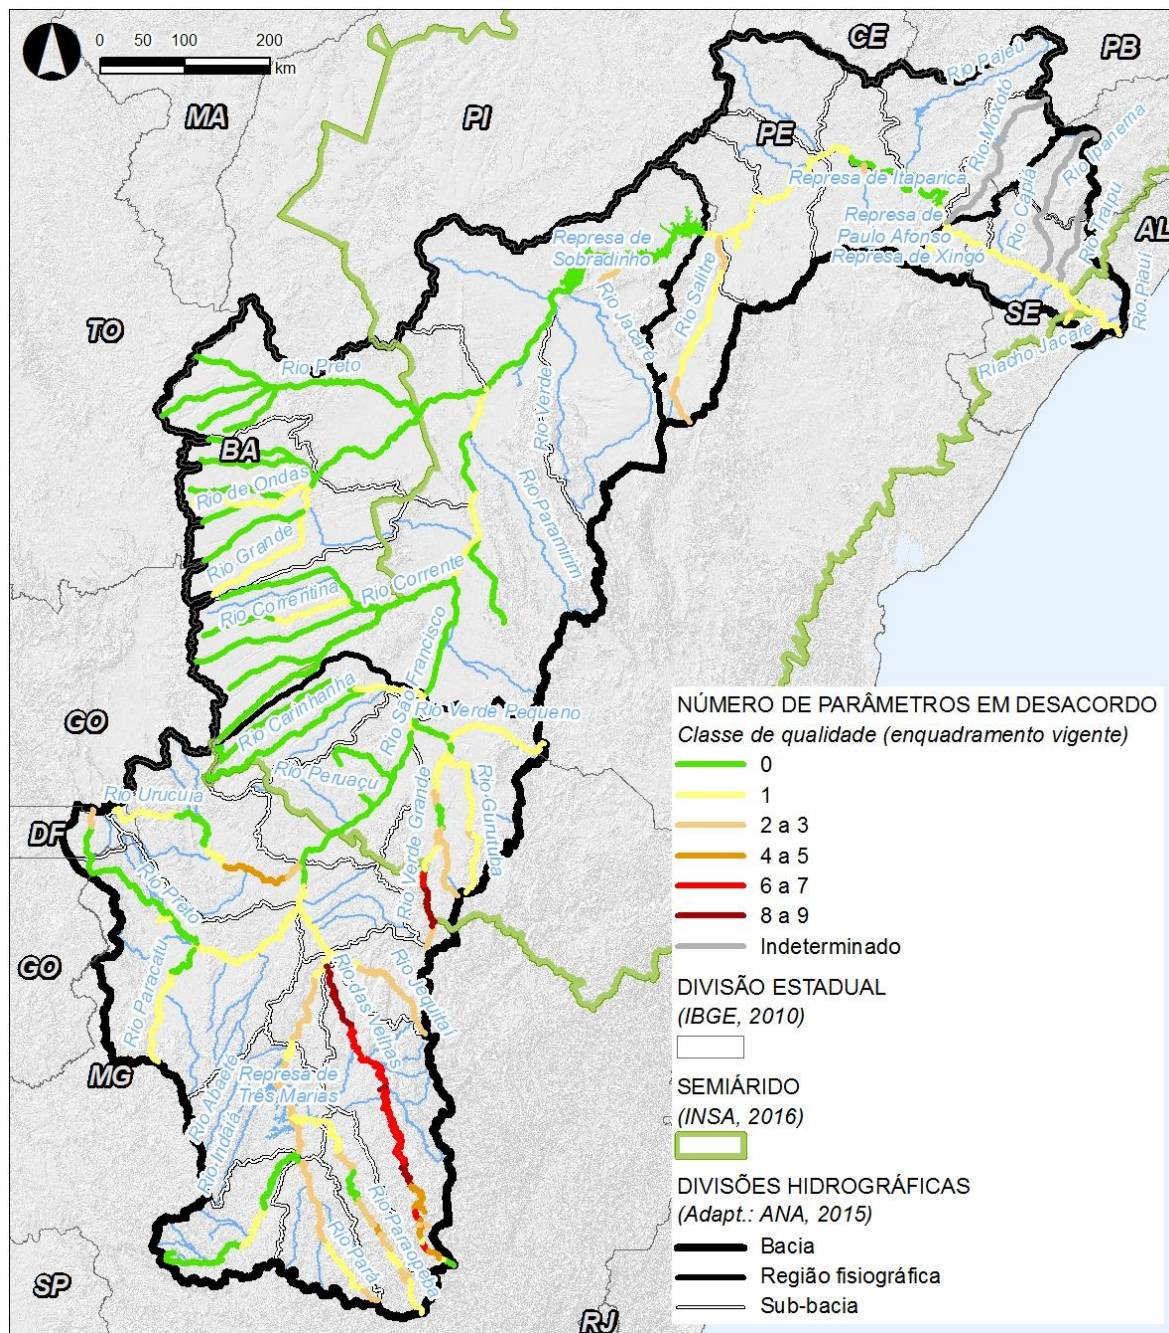 0 50 100 200
km
CE
PB
MA
PI
PE
Rio Pajeú
Rio Moxotó
Rio Ipanema
Represa de Itaparica
Rio Capiá
Rio Traipu
AL
Represa de
Paulo Afonso
Represa de Xingó
Represa de
Sobradinho
Rio Salitre
Rio Jacaré
SE
Rio Piauí
Riacho Jacaré
TO
Rio Preto
Rio Verde
BA
Rio de Ondas
Rio Paramirim
Rio Grande
Rio Corrente
Rio Correntina
Rio São Francisco
Rio Carinhanha
Rio Verde Pequeno
GO
Rio Peruaçu
Rio Urucuia
Rio Verde Grande
Rio Gurutuba
DF
Rio Preto
GO
Rio Paracatu
Rio Jequitaí
Rio das Velhas
MG
Rio Abaeté
Rio Indaiá
Represa de
Três Marias
Rio Pará
Rio Paraopeba
SP
RJ
NÚMERO DE PARÂMETROS EM DESACORDO
Classe de qualidade (enquadramento vigente)
0
1
2 a 3
4 a 5
6 a 7
8 a 9
Indeterminado
DIVISÃO ESTADUAL
(IBGE, 2010)
SEMIÁRIDO
(INSA, 2016)
DIVISÕES HIDROGRÁFICAS
(Adapt.: ANA, 2015)
Bacia
Região fisiográfica
Sub-bacia